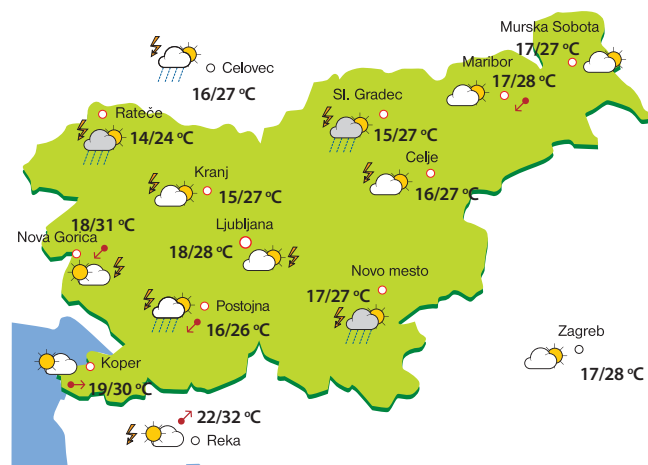 Murska Sobota
17/27 °C
Maribor
17/28 °C
Celovec
16/27 °C
Sl. Gradec
15/27 °C
Rateče
14/24 °C
Celje
16/27 °C
Kranj
15/27 °C
18/31 °C
Nová Gorica
Ljubljana
18/28 °C
Novo mesto
17/27 °C
Postojna
16/26 °C
Zagreb
17/28 °C
Koper
19/30 °C
22/32 °C
Reka